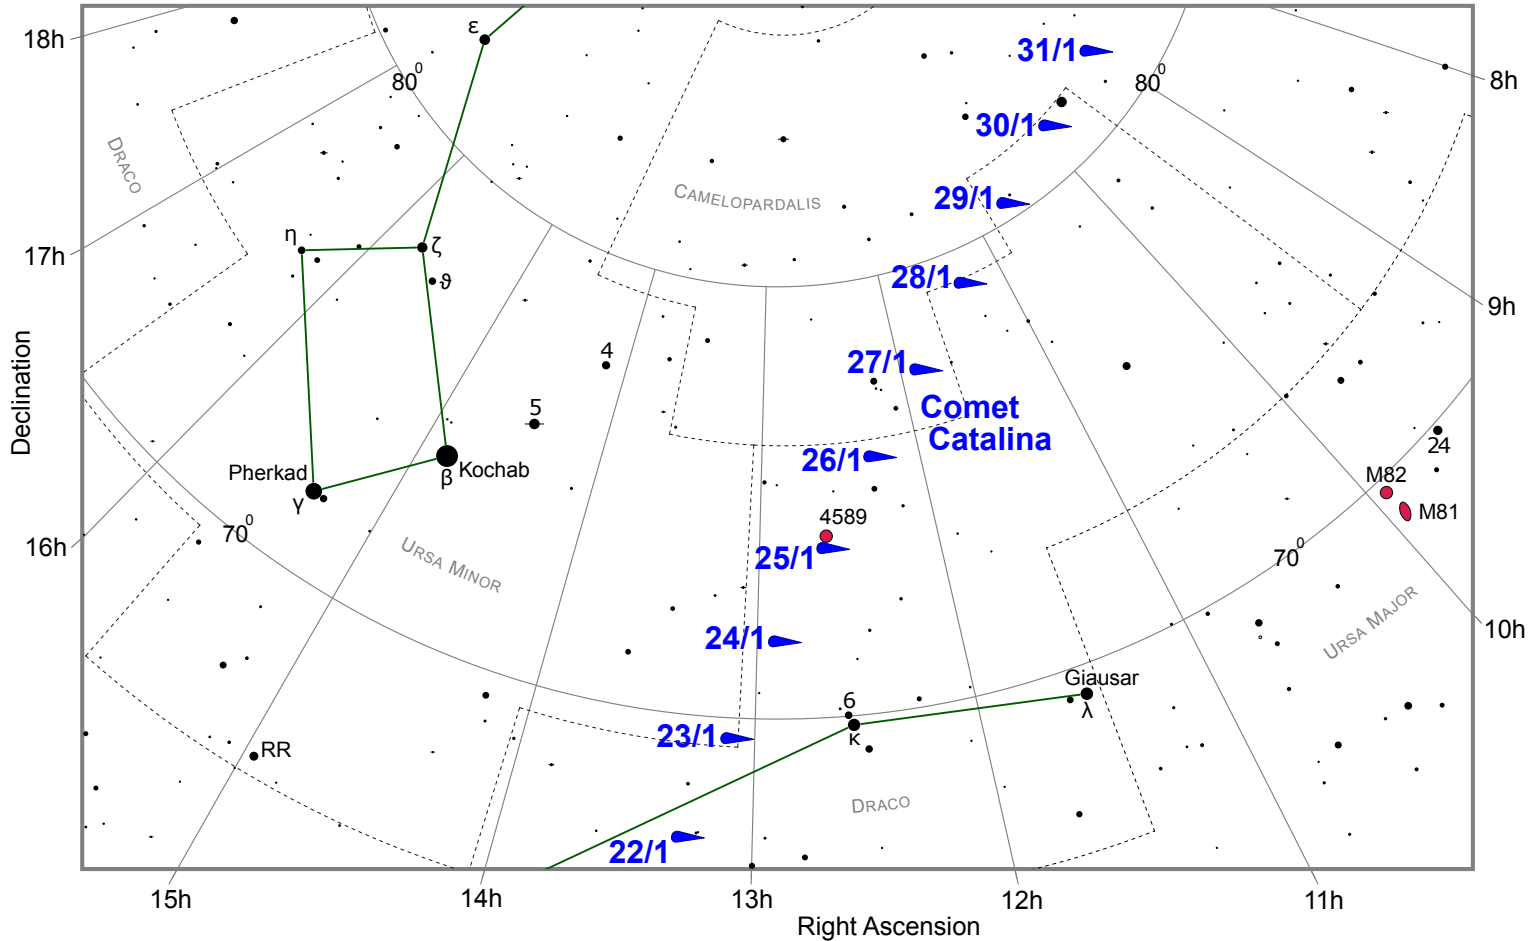 18h
ε
31/1
8h
80⁰
80⁰
30/1
DRACO
CAMELOPARDALIS
29/1
η
ζ
17h
ϑ
28/1
9h
4
27/1
Declination
5
Comet
Catalina
24
Pherkad
β
Kochab
26/1
M82
γ
4589
M81
70⁰
16h
URSA MINOR
25/1
70⁰
URSA MAJOR
24/1
10h
Giausar
6
λ
23/1
κ
RR
DRACO
22/1
15h
14h
13h
12h
11h
Right Ascension